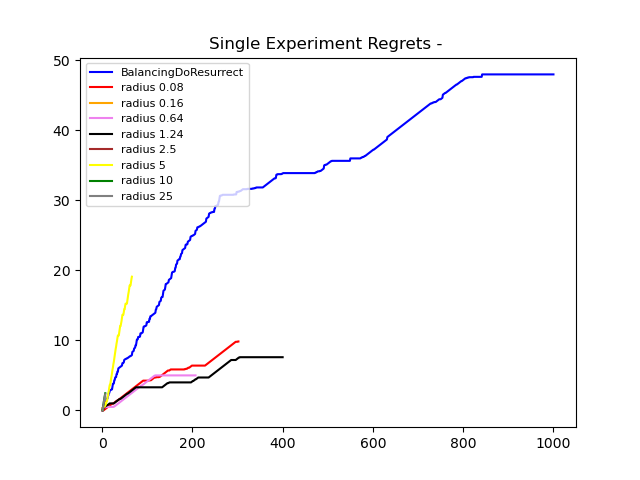 Single Experiment Regrets -
50
40
30
20
10
0
BalancingDoResurrect
radius 0.08
radius 0.16
radius 0.64
radius 1.24
radius 2.5
radius 5
radius 10
radius 25
0 200 400 600 800 1000